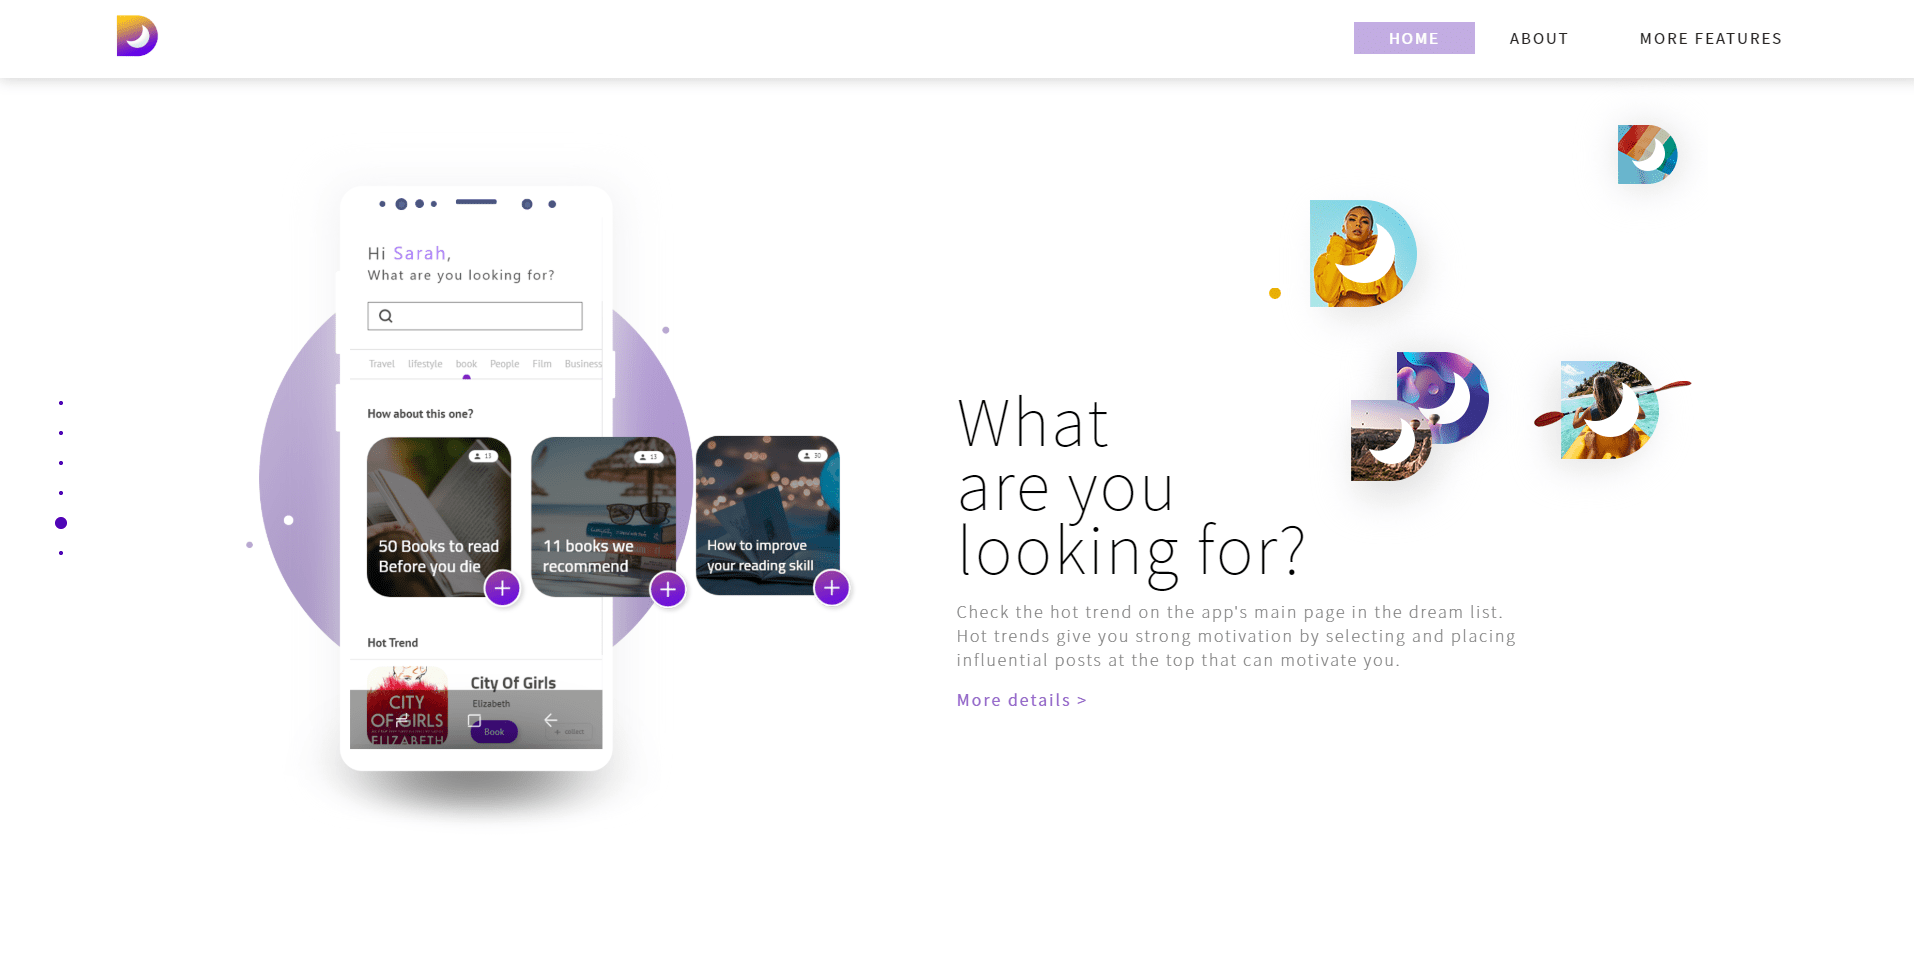 HOME
ABOUT
MORE FEATURES
Hi Sarah,
What are you looking for?
Travel
lifestyle
book
People
Film
Business
How about this one?
13
50 Books to read
Before you die
13
11 books we
recommend
30
How to improve
your reading skill
Hot Trend
CITY
OF GIRLS
ELIZABETH
City Of Girls
Elizabeth
Book
+ collect
What
are you
looking for?
Check the hot trend on the app's main page in the dream list.
Hot trends give you strong motivation by selecting and placing
influential posts at the top that can motivate you.
More details >